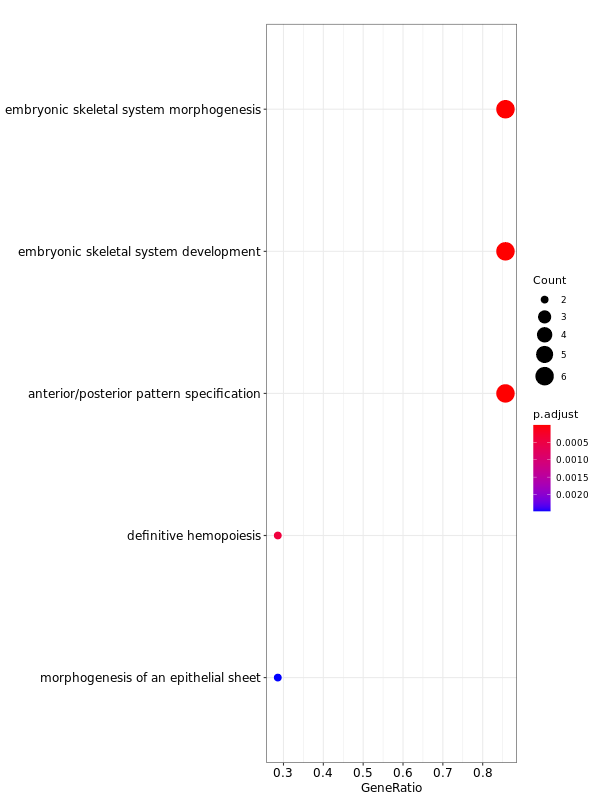 embryonic skeletal system morphogenesis
embryonic skeletal system development
anterior/posterior pattern specification
definitive hemopoiesis
morphogenesis of an epithelial sheet
0.3 0.4 0.5 0.6 0.7 0.8
GeneRatio
Count
2
3
4
5
6
p.adjust
0.0005
0.0010
0.0015
0.0020